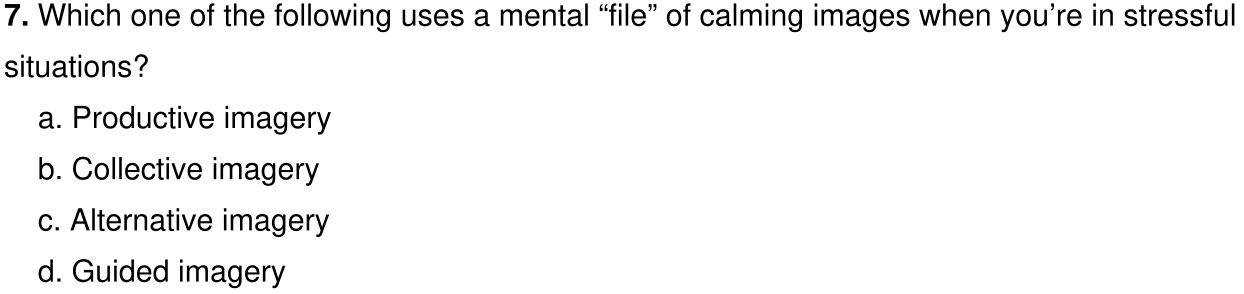 7. Which one of the following uses a mental “file” of calming images when you’re in stressful
situations?
a. Productive imagery
b. Collective imagery
c. Alternative imagery
d. Guided imagery